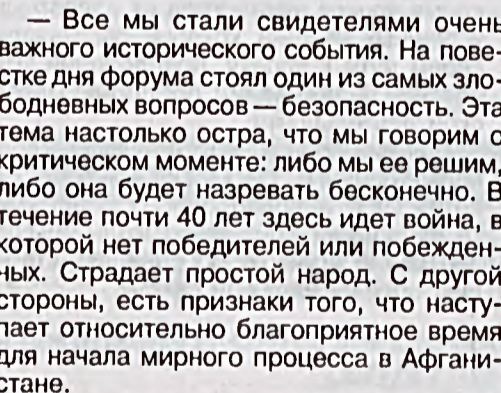 — Все мы стали свидетелями очень
важного исторического события. На пове-
стке дня форума стоял один из самых зло-
бодневных вопросов — безопасность. Эта
тема настолько остра, что мы говорим о
критическом моменте: либо мы ее решим,
либо она будет назревать бесконечно. В
течение почти 40 лет здесь идет война, в
которой нет победителей или побежден-
ных. Страдает простой народ. С другой
стороны, есть признаки того, что насту-
пает относительно благоприятное время
для начала мирного процесса в Афгани-
стане.